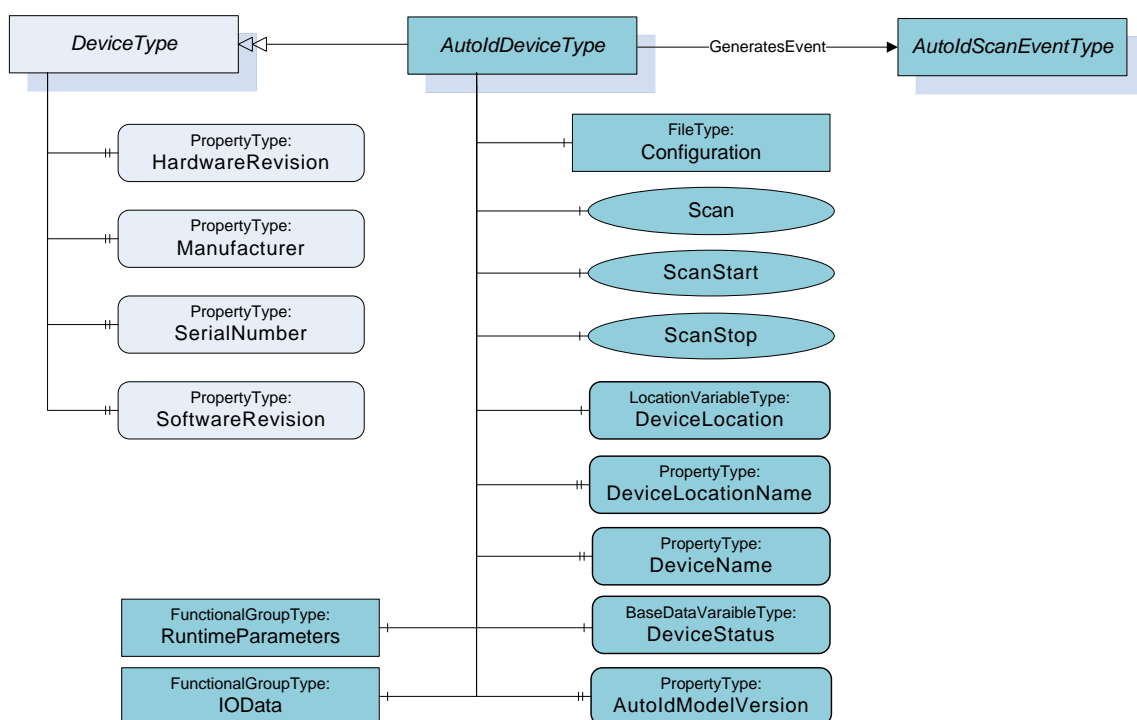 DeviceType
AutoIdDeviceType
GeneratesEvent
AutoIdScanEventType
PropertyType:
HardwareRevision
PropertyType:
Manufacturer
PropertyType:
SerialNumber
PropertyType:
SoftwareRevision
FileType:
Configuration
Scan
ScanStart
ScanStop
LocationVariableType:
DeviceLocation
PropertyType:
DeviceLocationName
PropertyType:
DeviceName
FunctionalGroupType:
RuntimeParameters
BaseDataVaraibleType:
DeviceStatus
FunctionalGroupType:
IOData
PropertyType:
AutoIdModelVersion